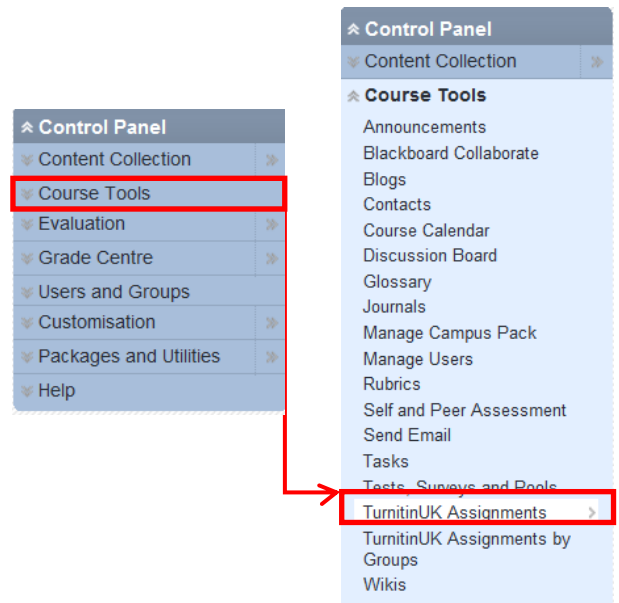 Control Panel
Content Collection
Course Tools
Evaluation
Grade Centre
Users and Groups
Customisation
Packages and Utilities
Help
Control Panel
Content Collection
Course Tools
Announcements
Blackboard Collaborate
Blogs
Contacts
Course Calendar
Discussion Board
Glossary
Journals
Manage Campus Pack
Manage Users
Rubrics
Self and Peer Assessment
Send Email
Tasks
Tests, Surveys and Pools
TurnitinUK Assignments
TurnitinUK Assignments by
Groups
Wikis